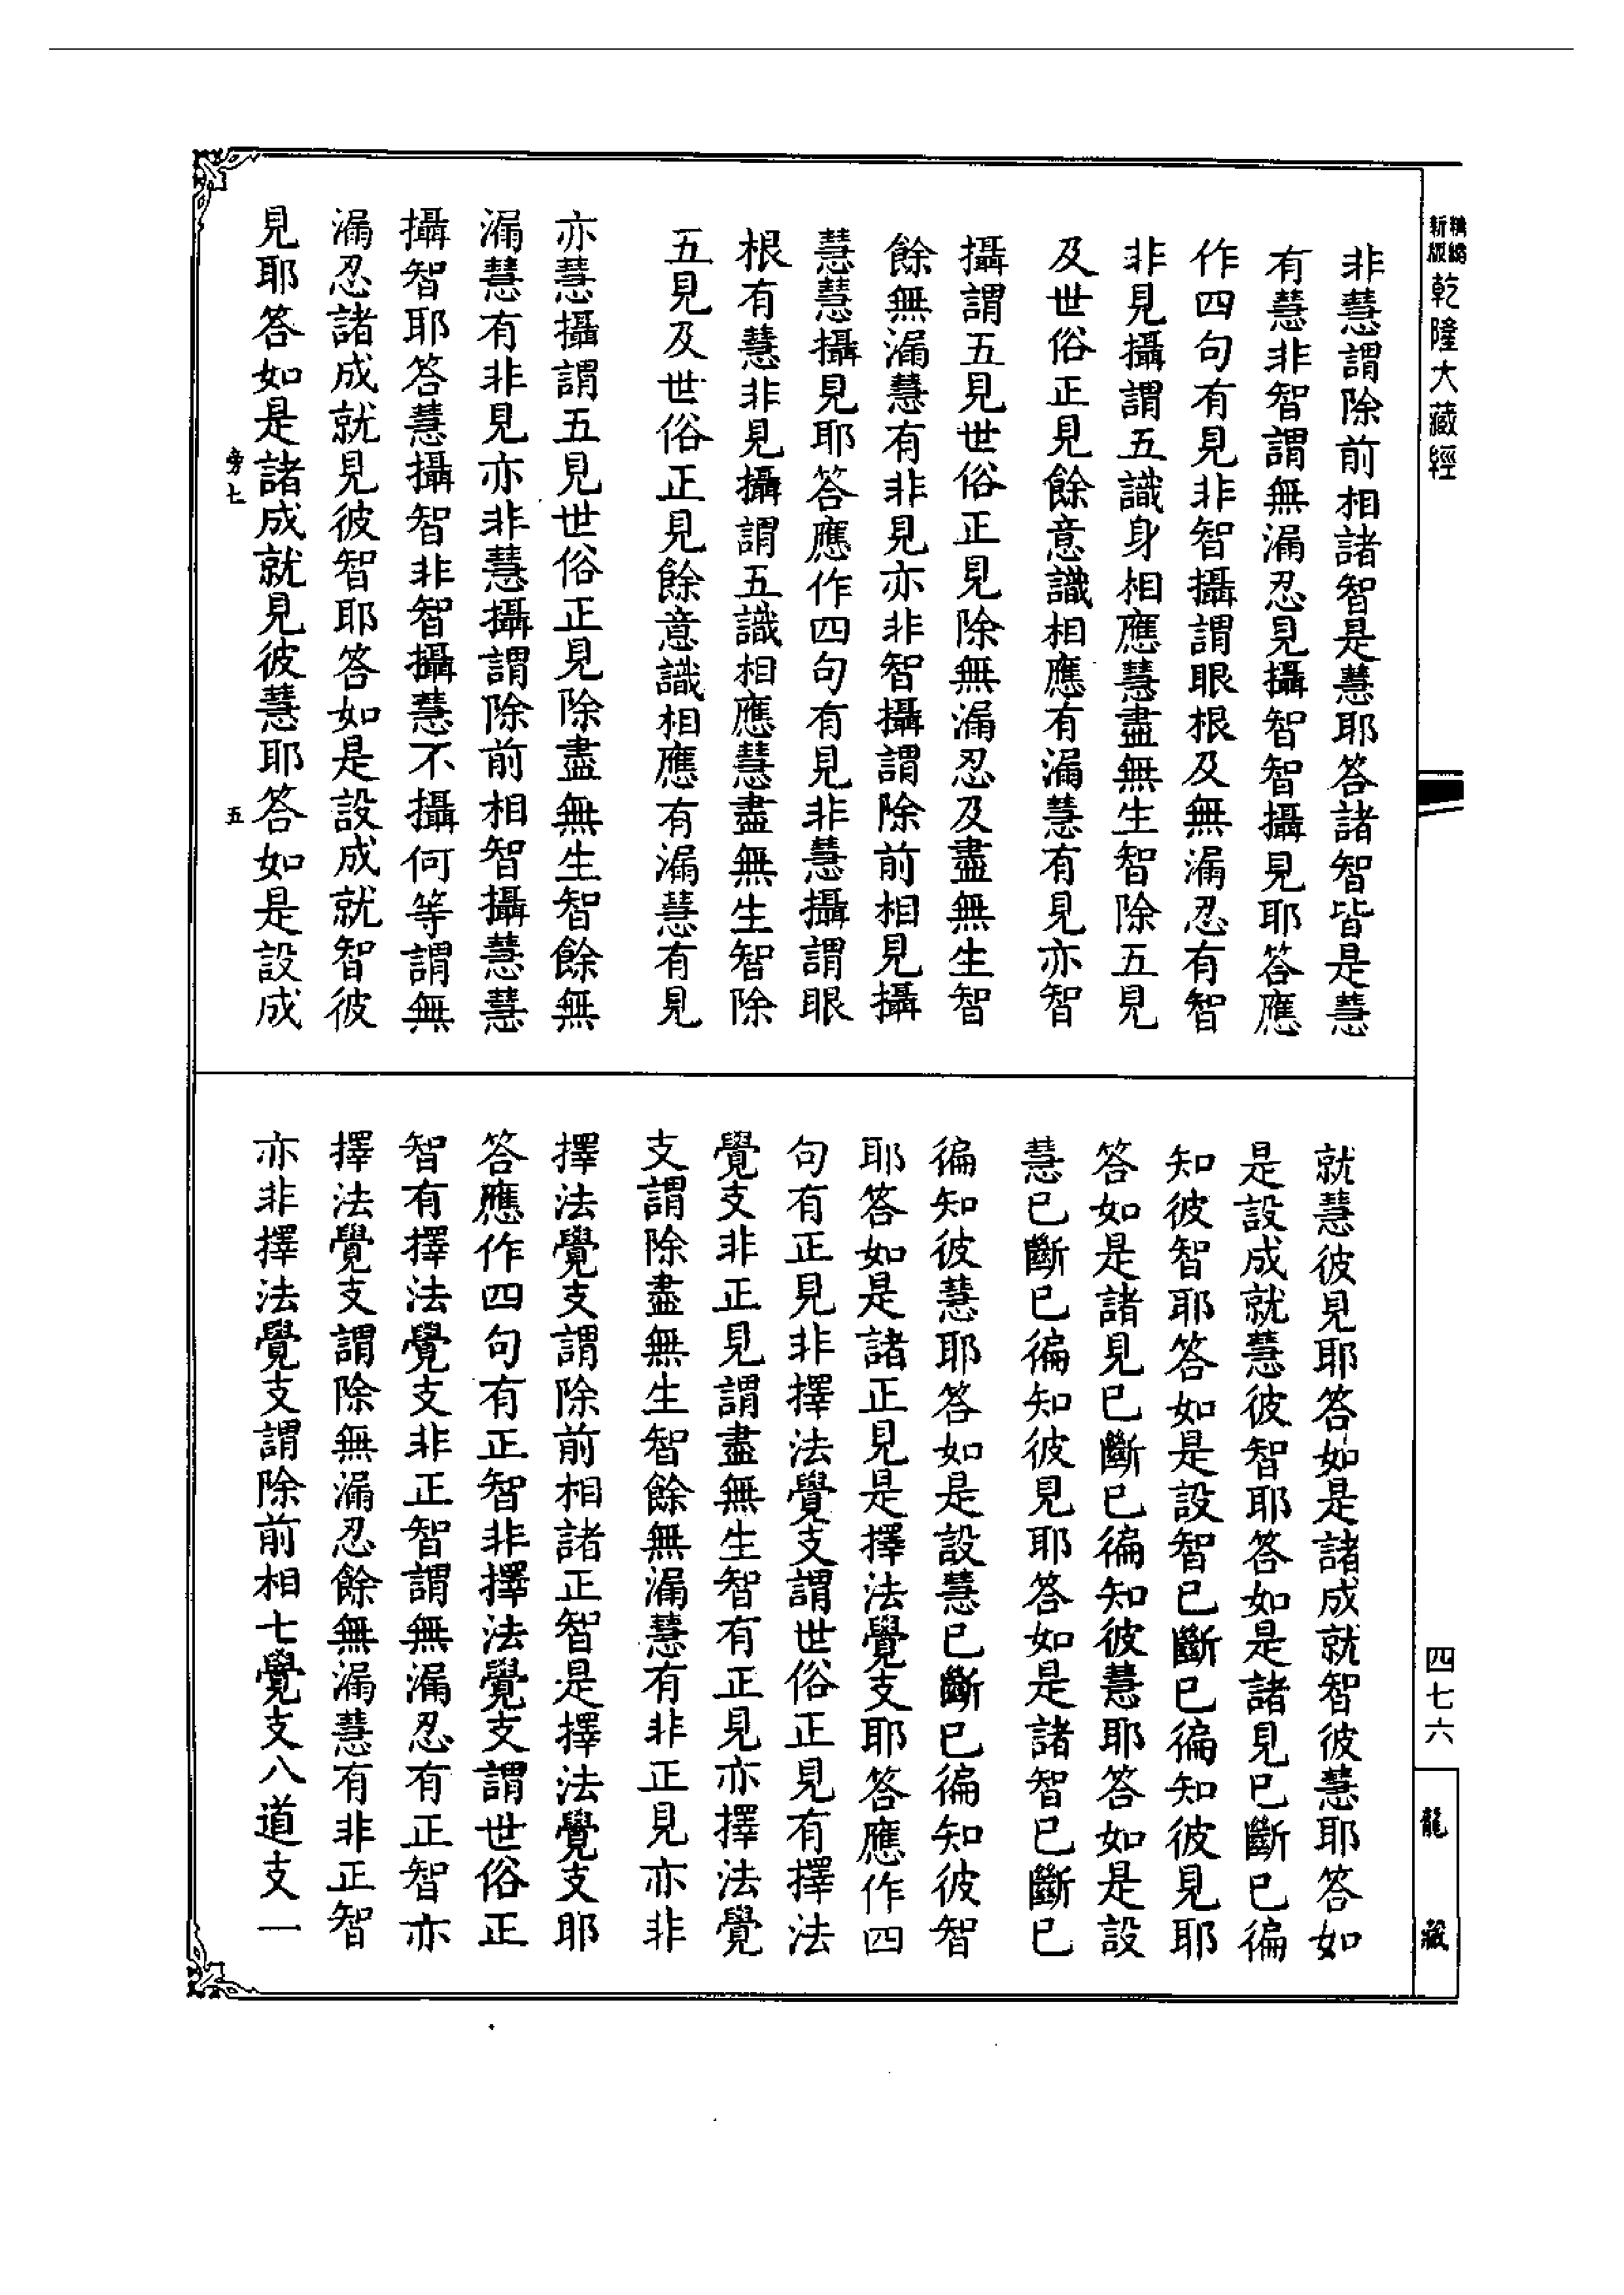 精繕
新版
乾隆大藏經
非慧謂除前相諸智是慧耶答諸智皆是慧
有慧非智謂無漏忍見攝智智攝見耶答應
作四句有見非智攝謂眼根及無漏忍有智
非見攝謂五識身相應慧盡無生智除五見
及世俗正見餘意識相應有漏慧有見亦智
攝謂五見世俗正見除無漏忍及盡無生智
餘無漏慧有非見亦非智攝謂除前相見攝
慧慧攝見耶答應作四句有見非慧攝謂眼
根有慧非見攝謂五識相應慧盡無生智除
五見及世俗正見餘意識相應有漏慧有見
亦慧攝謂五見世俗正見除盡無生智餘無
漏慧有非見亦非慧攝謂除前相智攝慧慧
攝智耶答慧攝智非智攝慧不攝何等謂無
漏忍諸成就見彼智耶答如是設成就智彼
見耶答如是諸成就見彼慧耶答如是設成
旁七
五
就慧彼見耶答如是諸成就智彼慧耶答如
是設成就慧彼智耶答如是諸見已斷已徧
知彼智耶答如是設智已斷已徧知彼見耶
答如是諸見已斷已徧知彼慧耶答如是設
慧已斷已徧知彼見耶答如是諸智已斷已
徧知彼慧耶答如是設慧已斷已徧知彼智
耶答如是諸正見是擇法覺支耶答應作四
句有正見非擇法覺支謂世俗正見有擇法
覺支非正見謂盡無生智有正見亦擇法覺
支謂除盡無生智餘無漏慧有非正見亦非
擇法覺支謂除前相諸正智是擇法覺支耶
答應作四句有正智非擇法覺支謂世俗正
智有擇法覺支非正智謂無漏忍有正智亦
擇法覺支謂除無漏忍餘無漏慧有非正智
亦非擇法覺支謂除前相七覺支八道支一
四七六
龍藏